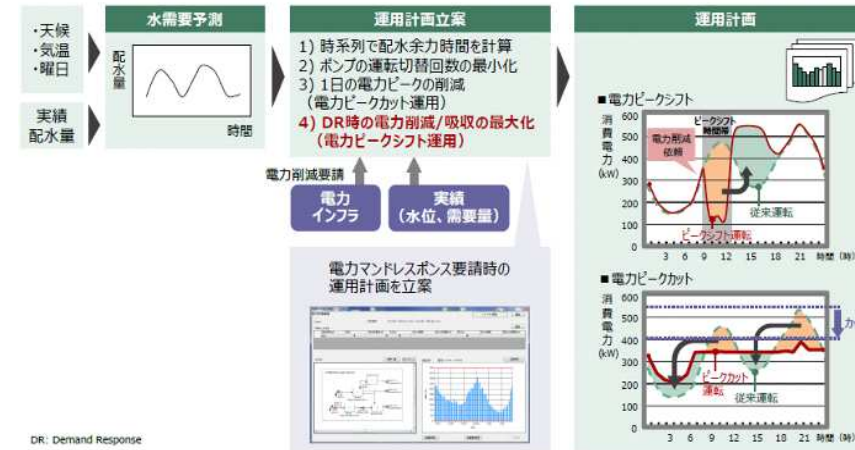 ・天候
・気温
・曜日
実績
配水量
水需要予測
配水量
時間
運用計画立案
1) 時系列で配水余力時間を計算
2) ポンプの運転切替回数の最小化
3) 1日の電力ピークの削減
（電力ピークカット運用）
4) DR時の電力削減/吸収の最大化
（電力ピークシフト運用）
電力削減要請
電力
インフラ
実績
（水位、需要量）
電力マンドレスポンス要請時の
運用計画を立案
運用計画
■電力ピークシフト
消費電力
(kW)
600
500
400
300
200
100
0
ピークシフト
時間帯
電力削減
依頼
従来運転
ピークシフト運転
3 6 9 12 15 18 21 時間 (時)
■電力ピークカット
消費電力
(kW)
600
500
400
300
200
100
0
カ
ピークカット
運転
従来運転
3 6 9 12 15 18 21 時間 (時)
DR: Demand Response